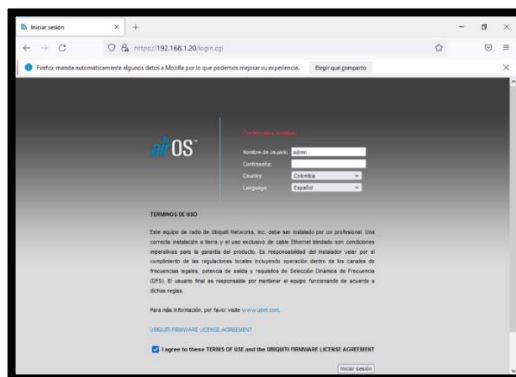 Iniciar sesión
https://192.168.1.20/login.cgi
Firefox manda automáticamente algunos datos a Mozilla por lo que podemos mejorar su experiencia. Elegir qué comparto
airOS™
Nombre de usuario: admin
Contraseña:
Country: Colombia
Language: Español
TERMINOS DE USO
Este equipo de radio de Ubiquiti Networks, Inc. debe ser instalado por un profesional. Una
correcta instalación a tierra y el uso exclusivo de cable Ethernet blindado son condiciones
imperativas para la garantía del producto. Es responsabilidad del instalador velar por el
cumplimiento de las regulaciones locales incluyendo operación dentro de los canales de
frecuencias legales, potencia de salida y requisitos de Selección Dinámica de Frecuencia
(DFS). El usuario final es responsable por mantener el equipo funcionando de acuerdo a
dichas reglas.
Para más información, por favor visite www.ubnt.com.
UBIQUITI FIRMWARE LICENSE AGREEMENT
I agree to these TERMS OF USE and the UBIQUITI FIRMWARE LICENSE AGREEMENT
Iniciar sesión